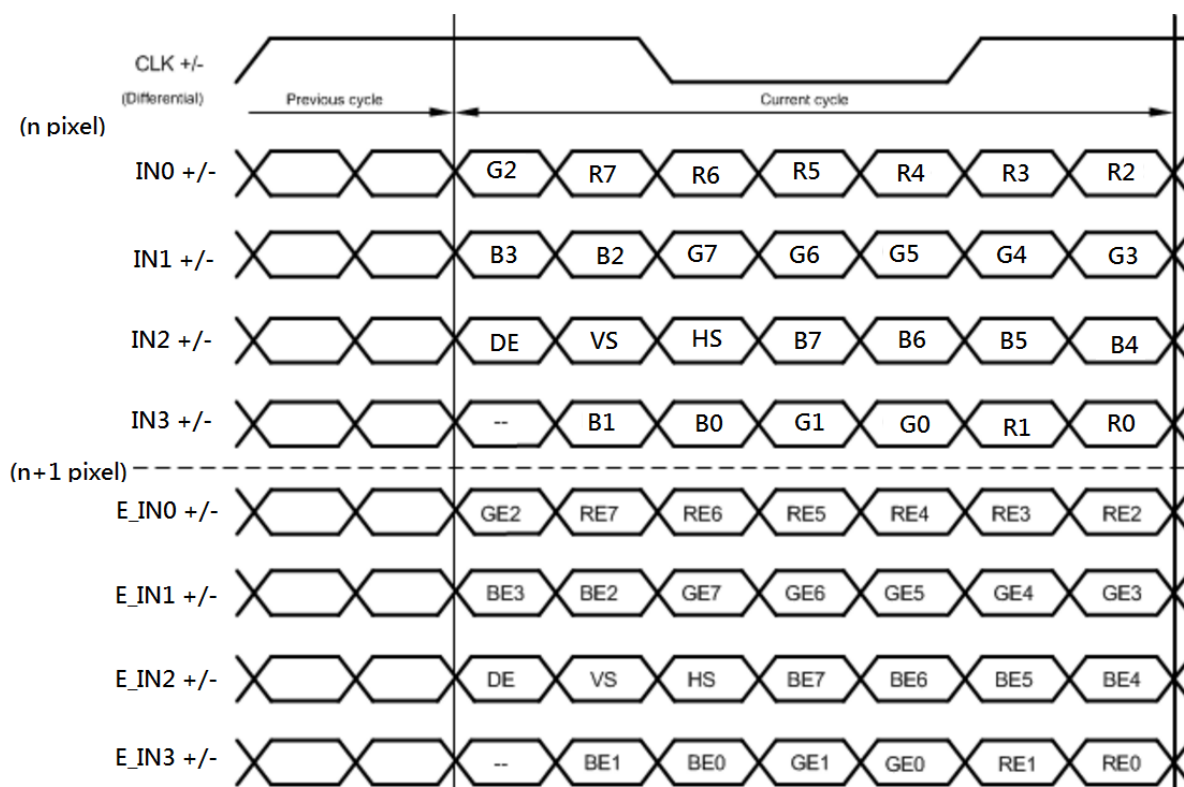 CLK +/-
(Differential) Previous cycle Current cycle
(n pixel)
IN0 +/- G2 R7 R6 R5 R4 R3 R2
IN1 +/- B3 B2 G7 G6 G5 G4 G3
IN2 +/- DE VS HS B7 B6 B5 B4
IN3 +/- -- B1 B0 G1 G0 R1 R0
(n+1 pixel)
E_IN0 +/- GE2 RE7 RE6 RE5 RE4 RE3 RE2
E_IN1 +/- BE3 BE2 GE7 GE6 GE5 GE4 GE3
E_IN2 +/- DE VS HS BE7 BE6 BE5 BE4
E_IN3 +/- -- BE1 BE0 GE1 GE0 RE1 RE0